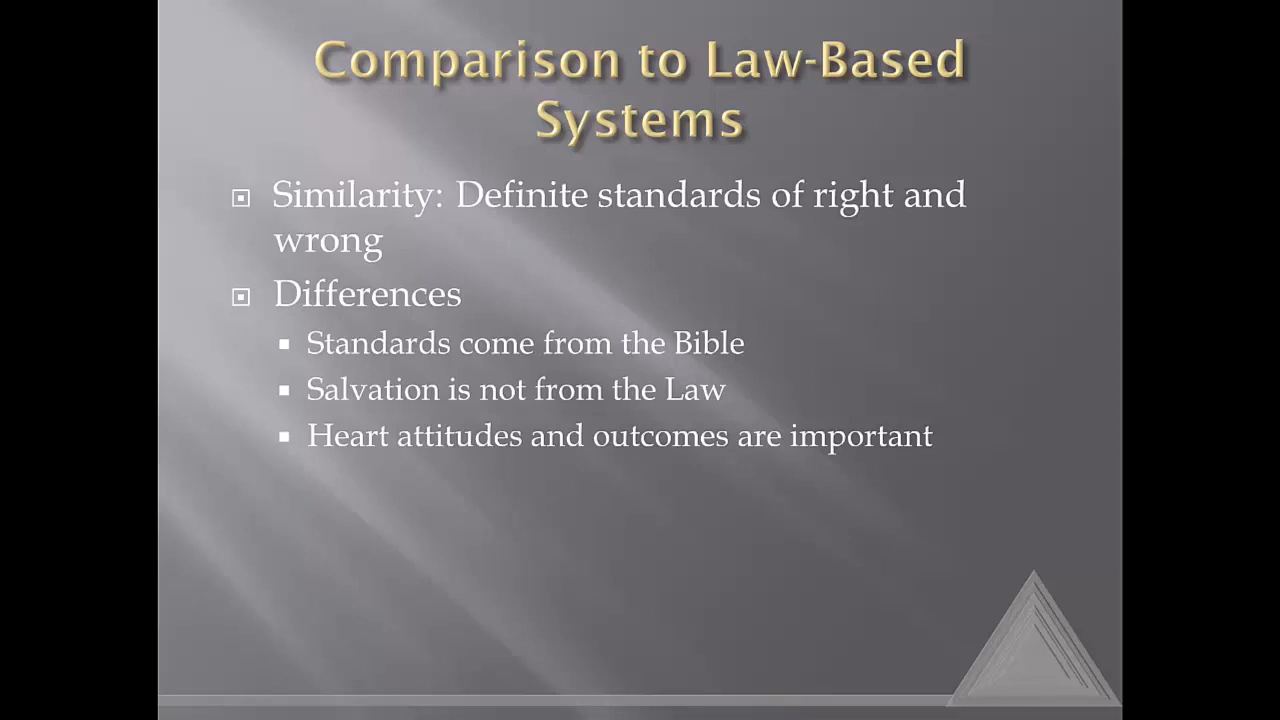 Comparison to Law-Based
Systems
Similarity: Definite standards of right and
wrong
Differences
Standards come from the Bible
Salvation is not from the Law
Heart attitudes and outcomes are important